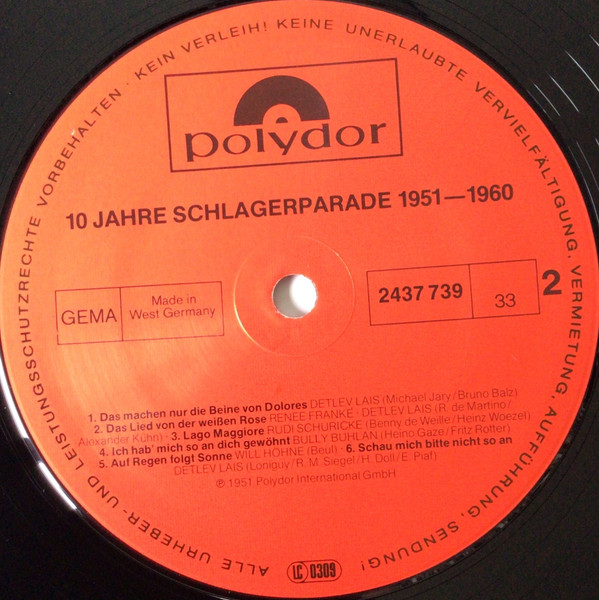 ALLE URHEBER- UND LEISTUNGSSCHUTZRECHTE VORBEHALTEN · KEIN VERLEIH! KEINE UNERLAUBTE VERVIELFÄLTIGUNG, VERMIETUNG, AUFFÜHRUNG, SENDUNG!
polydor
10 JAHRE SCHLAGERPARADE 1951—1960
GEMA
Made in
West Germany
2437 739
33
2
1. Das machen nur die Beine von Dolores DETLEV LAIS (Michael Jary/Bruno Balz)
2. Das Lied von der weißen Rose RENÉE FRANKE · DETLEV LAIS (R. de Martino/
Alexander Kühn) · 3. Lago Maggiore RUDI SCHURICKE (Benny de Weille/Heinz Woezel)
4. Ich hab' mich so an dich gewöhnt BULLY BUHLAN (Heino Gaze/Fritz Rotter)
5. Auf Regen folgt Sonne WILL HÖHNE (Beul) · 6. Schau mich bitte nicht so an
DETLEV LAIS (Loniguy/R. M. Siegel/H. Doll/E. Piaf)
℗ 1951 Polydor International GmbH
LC 0309